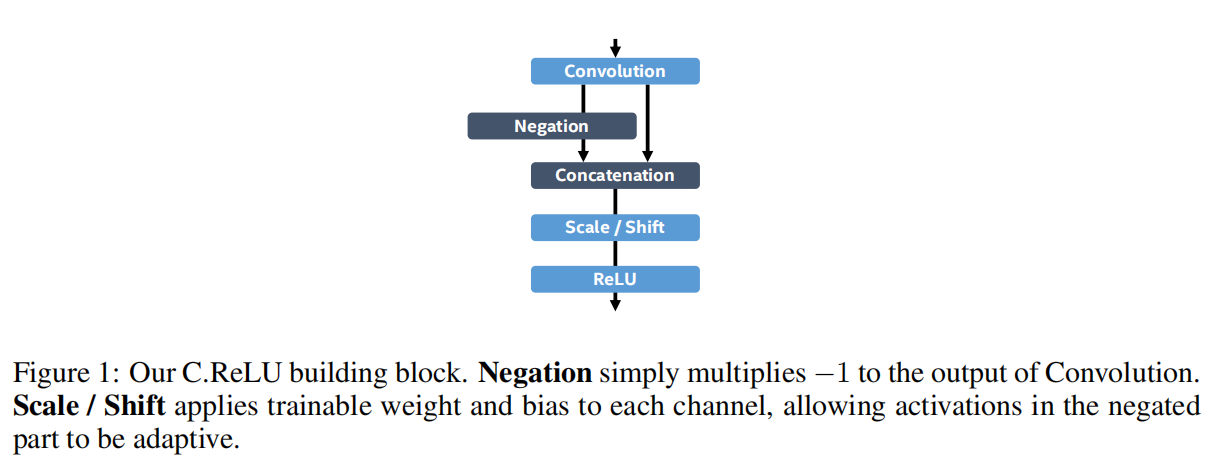 Convolution
Negation
Concatenation
Scale / Shift
ReLU
Figure 1: Our C.ReLU building block. Negation simply multiplies −1 to the output of Convolution.
Scale / Shift applies trainable weight and bias to each channel, allowing activations in the negated
part to be adaptive.